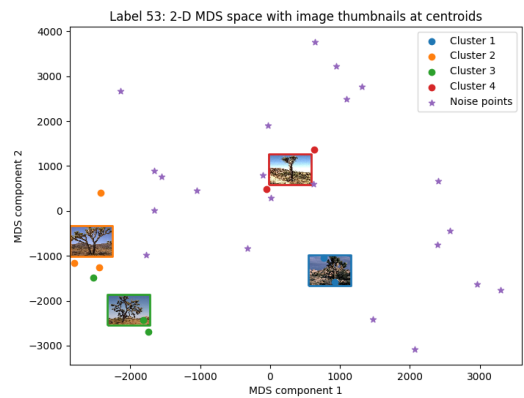 Label 53: 2-D MDS space with image thumbnails at centroids
MDS component 2
4000
3000
2000
1000
0
−1000
−2000
−3000
Cluster 1
Cluster 2
Cluster 3
Cluster 4
Noise points
−2000
−1000
0
1000
2000
3000
MDS component 1